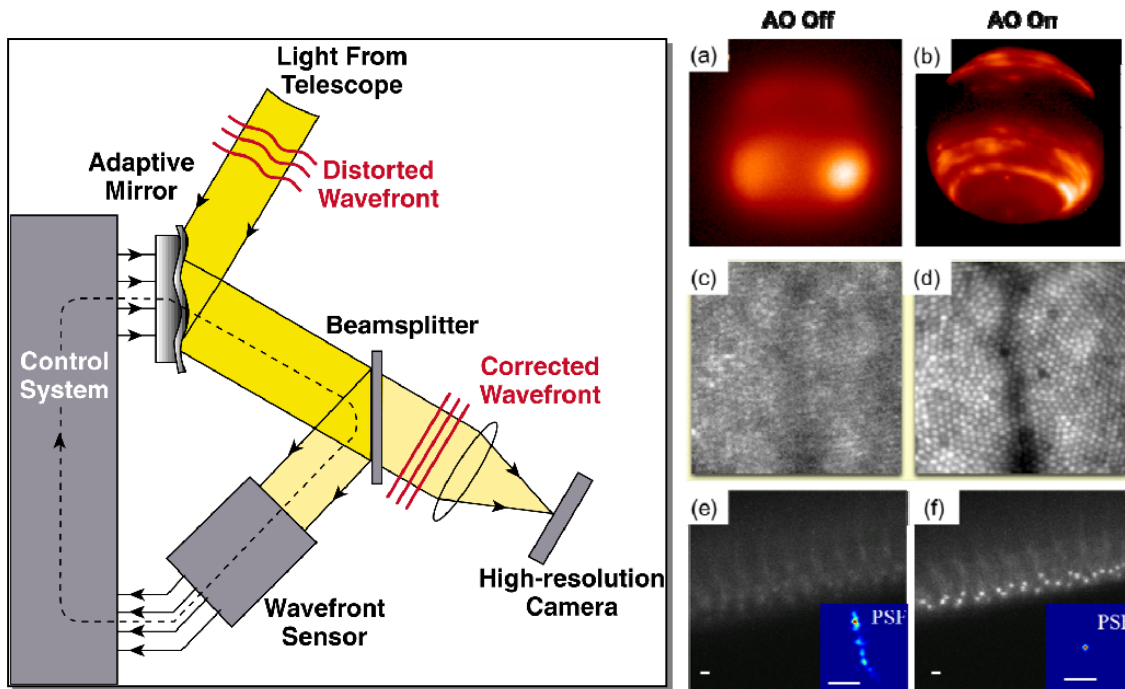 Light From
Telescope
Adaptive
Mirror
Distorted
Wavefront
Beamsplitter
Control
System
Corrected
Wavefront
High-resolution
Camera
Wavefront
Sensor
AO Off
AO On
(a)
(b)
(c)
(d)
(e)
(f)
PSF
PSF